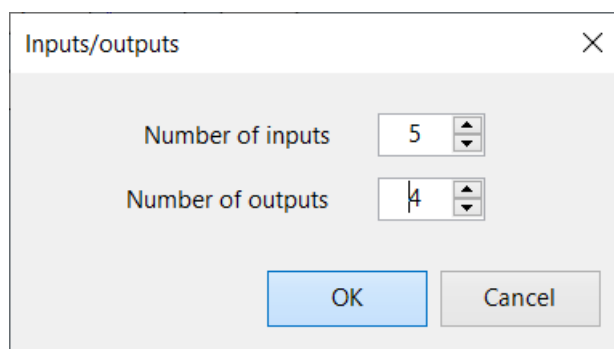 Inputs/outputs
Number of inputs 5
Number of outputs 4
OK Cancel